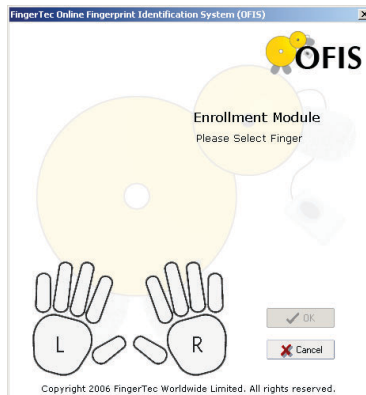 FingerTec Online Fingerprint Identification System (OFIS)
OFIS
Enrollment Module
Please Select Finger
L
R
OK
Cancel
Copyright 2006 FingerTec Worldwide Limited. All rights reserved.